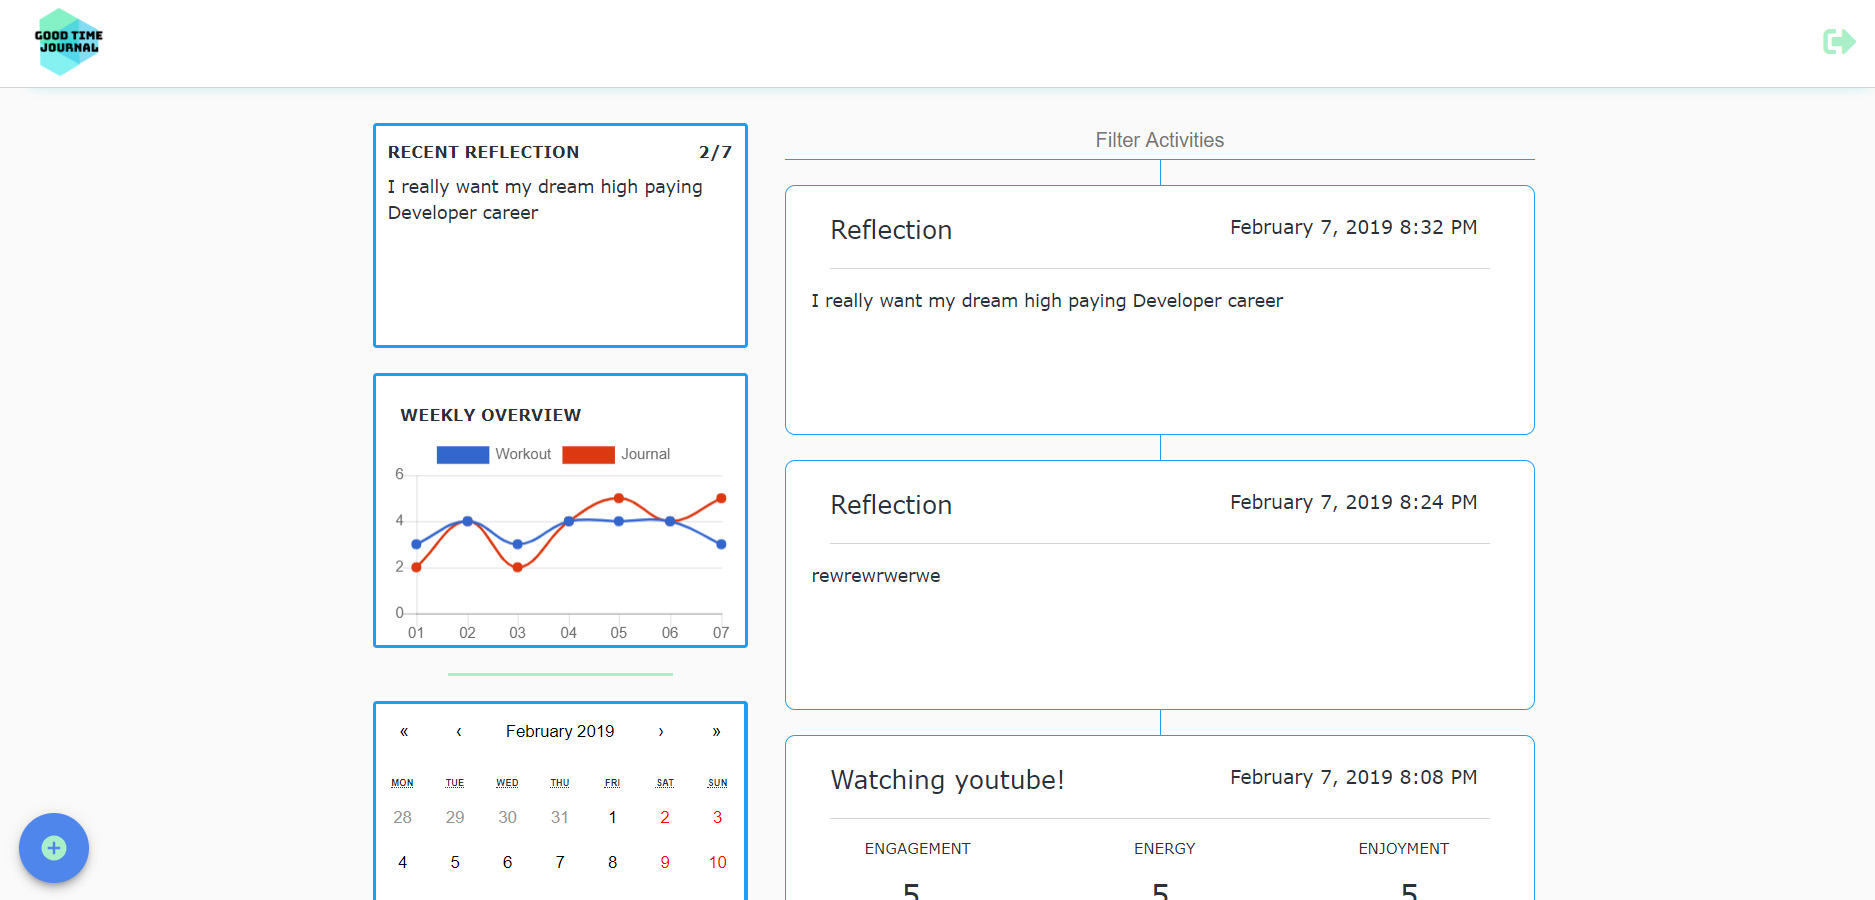 GOOD TIME
JOURNAL
RECENT REFLECTION 2/7
I really want my dream high paying
Developer career
WEEKLY OVERVIEW
Workout Journal
6
4
2
0
01 02 03 04 05 06 07
« ‹ February 2019 › »
MON TUE WED THU FRI SAT SUN
28 29 30 31 1 2 3
4 5 6 7 8 9 10
Filter Activities
Reflection February 7, 2019 8:32 PM
I really want my dream high paying Developer career
Reflection February 7, 2019 8:24 PM
rewrewrwerwe
Watching youtube! February 7, 2019 8:08 PM
ENGAGEMENT ENERGY ENJOYMENT
5 5 5